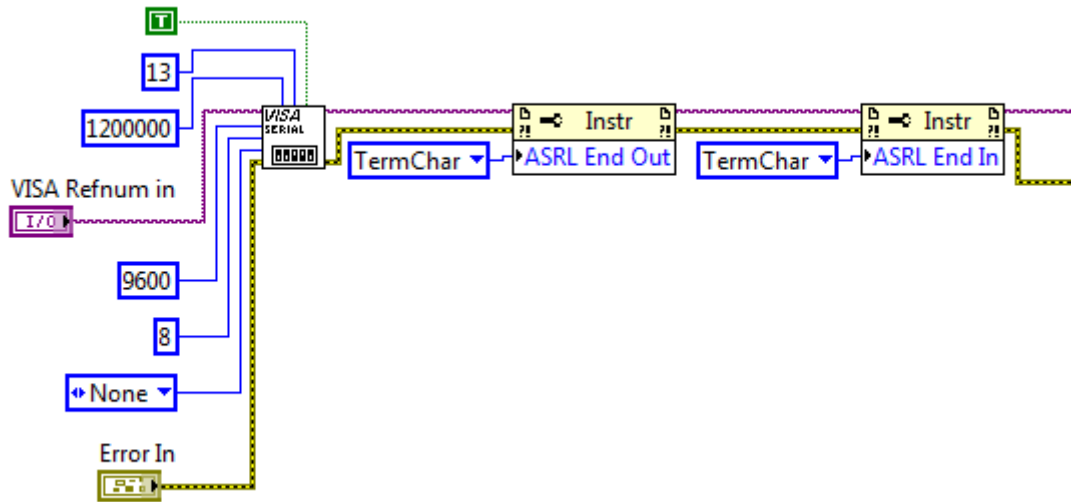 T
13
1200000
VISA
SERIAL
Instr
Instr
TermChar
ASRL End Out
TermChar
ASRL End In
VISA Refnum in
I/O
9600
8
None
Error In